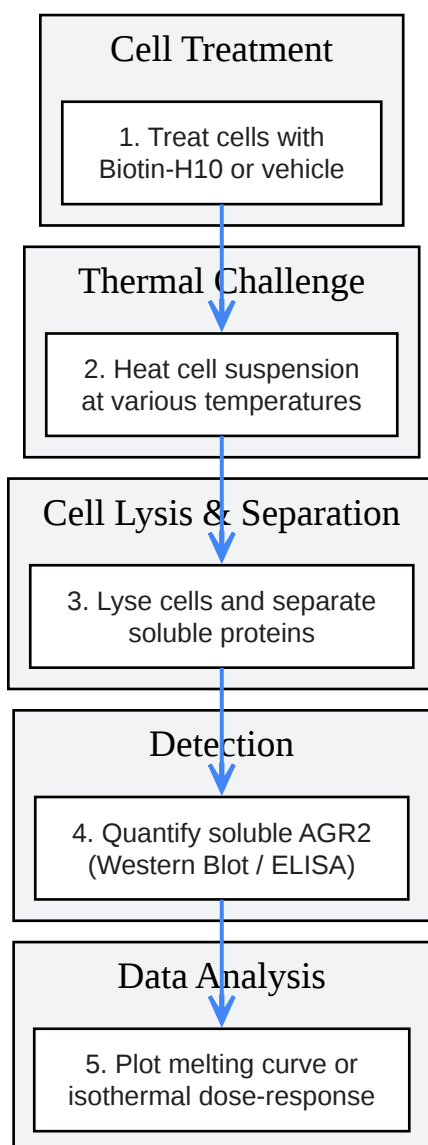 Cell Treatment
1. Treat cells with
Biotin-H10 or vehicle
Thermal Challenge
2. Heat cell suspension
at various temperatures
Cell Lysis & Separation
3. Lyse cells and separate
soluble proteins
Detection
4. Quantify soluble AGR2
(Western Blot / ELISA)
Data Analysis
5. Plot melting curve or
isothermal dose-response